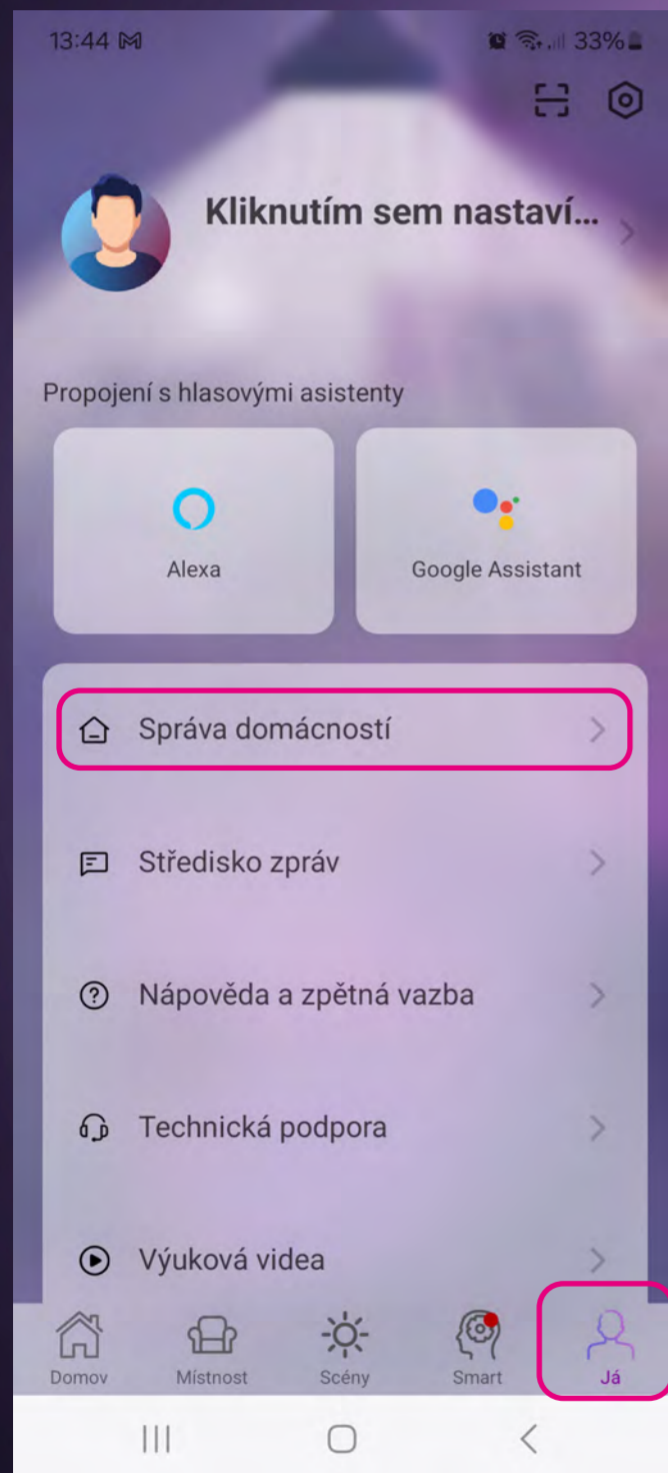 13:44
33%
Kliknutím sem nastaví...
Propojení s hlasovými asistenty
Alexa
Google Assistant
Správa domácností
Středisko zpráv
Nápověda a zpětná vazba
Technická podpora
Výuková videa
Domov
Místnost
Scény
Smart
Já